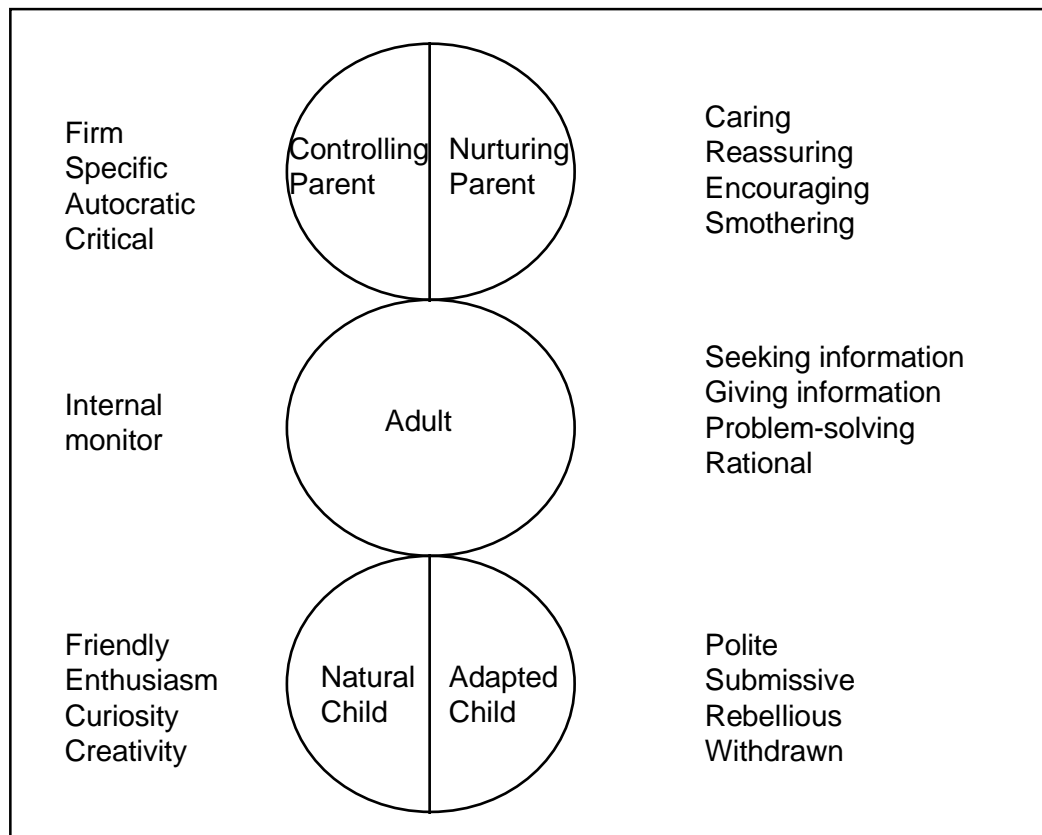 Firm
Specific
Autocratic
Critical
Controlling
Parent
Nurturing
Parent
Caring
Reassuring
Encouraging
Smothering
Internal
monitor
Adult
Seeking information
Giving information
Problem-solving
Rational
Friendly
Enthusiasm
Curiosity
Creativity
Natural
Child
Adapted
Child
Polite
Submissive
Rebellious
Withdrawn